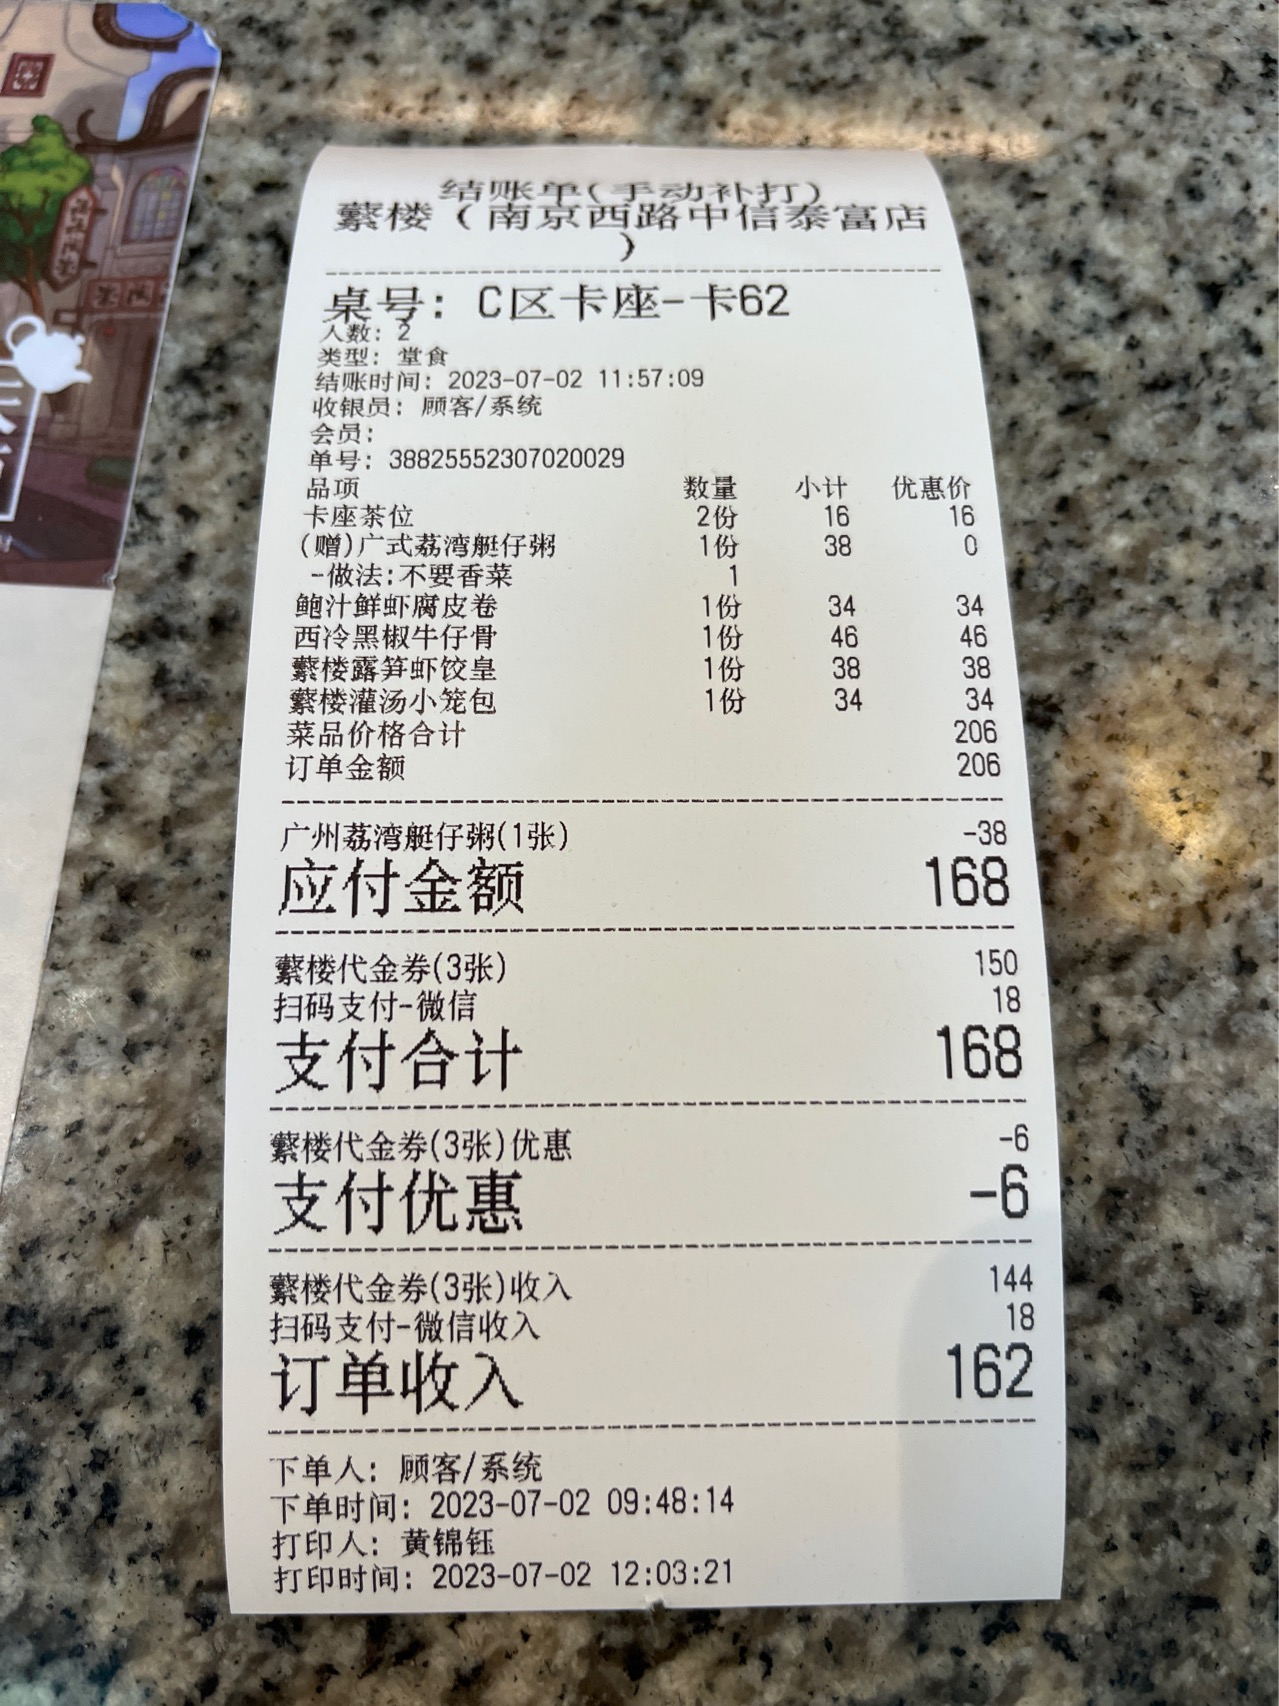 结账单(手动补打)
蘩楼（南京西路中信泰富店
）
桌号: C区卡座-卡62
人数: 2
类型: 堂食
结账时间: 2023-07-02 11:57:09
收银员: 顾客/系统
会员:
单号: 38825552307020029
品项 数量 小计 优惠价
卡座茶位 2份 16 16
(赠)广式荔湾艇仔粥 1份 38 0
-做法:不要香菜 1
鲍汁鲜虾腐皮卷 1份 34 34
西冷黑椒牛仔骨 1份 46 46
蘩楼露笋虾饺皇 1份 38 38
蘩楼灌汤小笼包 1份 34 34
菜品价格合计 206
订单金额 206
广州荔湾艇仔粥(1张) -38
应付金额 168
蘩楼代金券(3张) 150
扫码支付-微信 18
支付合计 168
蘩楼代金券(3张)优惠 -6
支付优惠 -6
蘩楼代金券(3张)收入 144
扫码支付-微信收入 18
订单收入 162
下单人: 顾客/系统
下单时间: 2023-07-02 09:48:14
打印人: 黄锦钰
打印时间: 2023-07-02 12:03:21